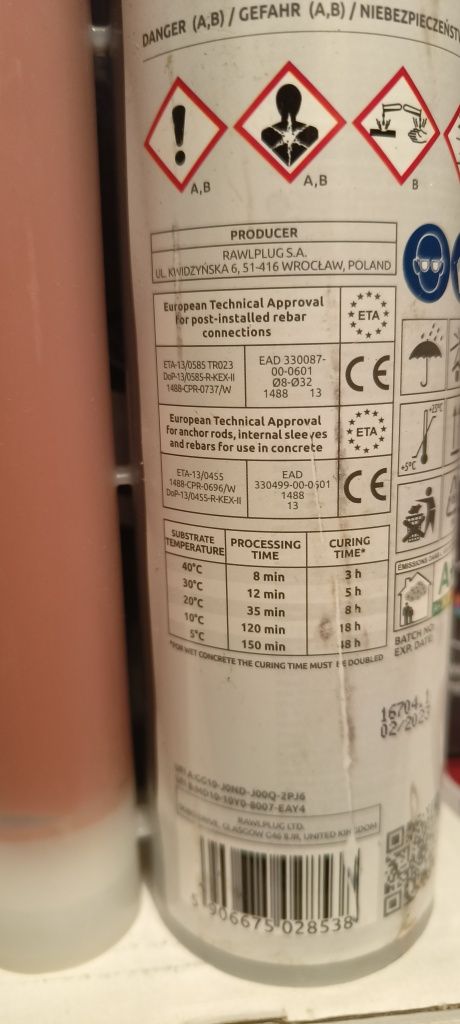 DANGER (A,B) / GEFAHR (A,B) / NIEBEZPIECZEŃST
A,B
A,B
B
PRODUCER
RAWLPLUG S.A.
UL. KWIDZYŃSKA 6, 51-416 WROCŁAW, POLAND
European Technical Approval
for post-installed rebar
connections
ETA
ETA-13/0585 TR023
DoP-13/0585-R-KEX-II
1488-CPR-0737/W
EAD 330087-
00-0601
Ø8-Ø32
1488 13
CE
European Technical Approval
for anchor rods, internal sleeves
and rebars for use in concrete
ETA
ETA-13/0455
1488-CPR-0696/W
DoP-13/0455-R-KEX-II
EAD
330499-00-0601
1488
13
CE
+25°C
+5°C
SUBSTRATE TEMPERATURE PROCESSING TIME CURING TIME*
40°C 8 min 3 h
30°C 12 min 5 h
20°C 35 min 8 h
10°C 120 min 18 h
5°C 150 min 48 h
*FOR WET CONCRETE THE CURING TIME MUST BE DOUBLED
ÉMISSIONS DANS
A
BATCH NO
EXP. DATE:
16704.1
02/2023
RAWLPLUG LTD.
GLASGOW G46 8JR, UNITED KINGDOM
5 906675 028538